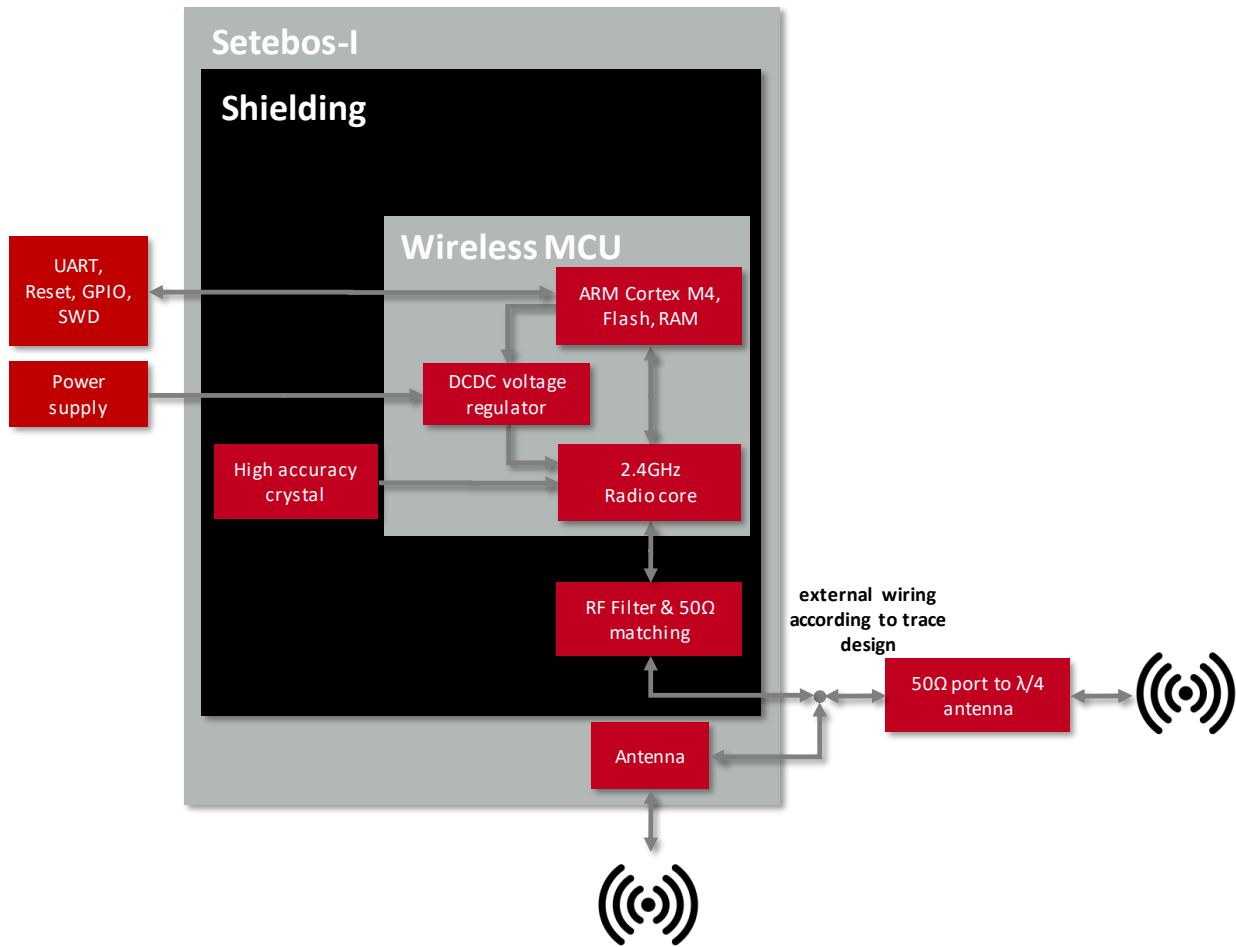 Setebos-I
Shielding
Wireless MCU
UART,
Reset, GPIO,
SWD
ARM Cortex M4,
Flash, RAM
Power
supply
DCDC voltage
regulator
High accuracy
crystal
2.4GHz
Radio core
RF Filter & 50Ω
matching
external wiring
according to trace
design
50Ω port to λ/4
antenna
Antenna